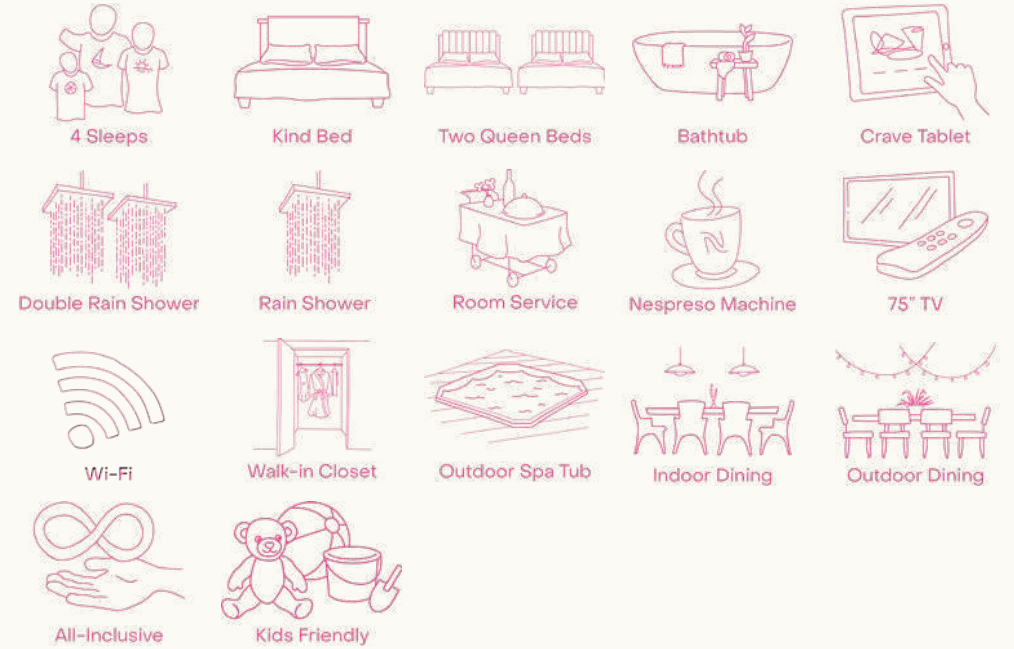 4 Sleeps
Kind Bed
Two Queen Beds
Bathtub
Crave Tablet
Double Rain Shower
Rain Shower
Room Service
Nespreso Machine
75" TV
Wi-Fi
Walk-in Closet
Outdoor Spa Tub
Indoor Dining
Outdoor Dining
All-Inclusive
Kids Friendly